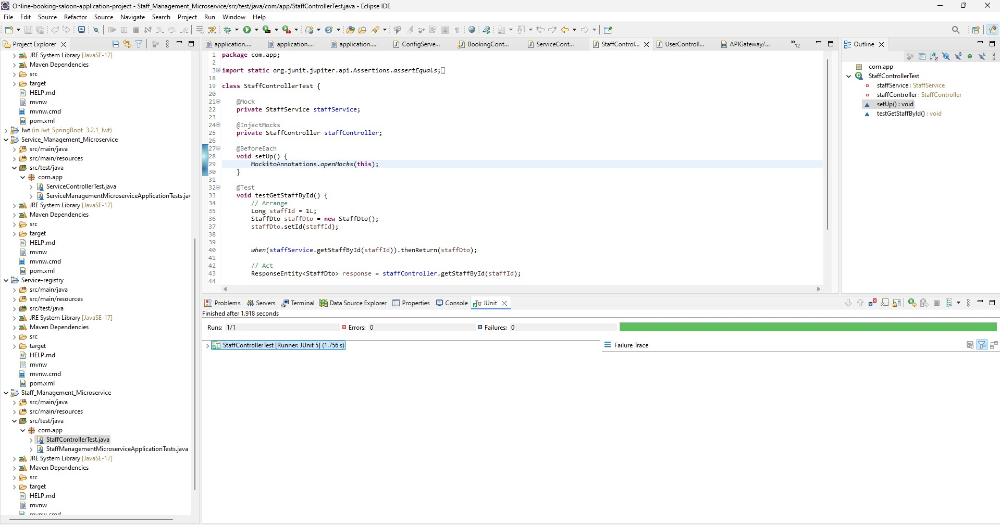 Online-booking-saloon-application-project - Staff_Management_Microservice/src/test/java/com/app/StaffControllerTest.java - Eclipse IDE
File Edit Source Refactor Source Navigate Search Project Run Window Help
Project Explorer
JRE System Library [JavaSE-17]
Maven Dependencies
src
target
HELP.md
mvnw
mvnw.cmd
pom.xml
Jwt (in Jwt_SpringBoot 3.2.1_Jwt)
Service_Management_Microservice
src/main/java
src/main/resources
src/test/java
com.app
ServiceControllerTest.java
ServiceManagementMicroserviceApplicationTests.jav
JRE System Library [JavaSE-17]
Maven Dependencies
src
target
HELP.md
mvnw
mvnw.cmd
pom.xml
Service-registry
src/main/java
src/main/resources
src/test/java
JRE System Library [JavaSE-17]
Maven Dependencies
src
target
HELP.md
mvnw
mvnw.cmd
pom.xml
Staff_Management_Microservice
src/main/java
src/main/resources
src/test/java
com.app
StaffControllerTest.java
StaffManagementMicroserviceApplicationTests.java
JRE System Library [JavaSE-17]
Maven Dependencies
src
target
HELP.md
mvnw
mvnw.cmd
application.... application.... application.... ConfigServe... BookingCont... ServiceCont... StaffControl... UserControll... APIGateway/... »12
1 package com.app;
2
3 import static org.junit.jupiter.api.Assertions.assertEquals;
18
19 class StaffControllerTest {
20
21 @Mock
22 private StaffService staffService;
23
24 @InjectMocks
25 private StaffController staffController;
26
27 @BeforeEach
28 void setUp() {
29 MockitoAnnotations.openMocks(this);
30 }
31
32 @Test
33 void testGetStaffById() {
34 // Arrange
35 Long staffId = 1L;
36 StaffDto staffDto = new StaffDto();
37 staffDto.setId(staffId);
38
39
40 when(staffService.getStaffById(staffId)).thenReturn(staffDto);
41
42 // Act
43 ResponseEntity<StaffDto> response = staffController.getStaffById(staffId);
44
Outline
com.app
StaffControllerTest
staffService : StaffService
staffController : StaffController
setUp() : void
testGetStaffById() : void
Problems Servers Terminal Data Source Explorer Properties Console JUnit
Finished after 1.918 seconds
Runs: 1/1 Errors: 0 Failures: 0
StaffControllerTest [Runner: JUnit 5] (1.756 s)
Failure Trace